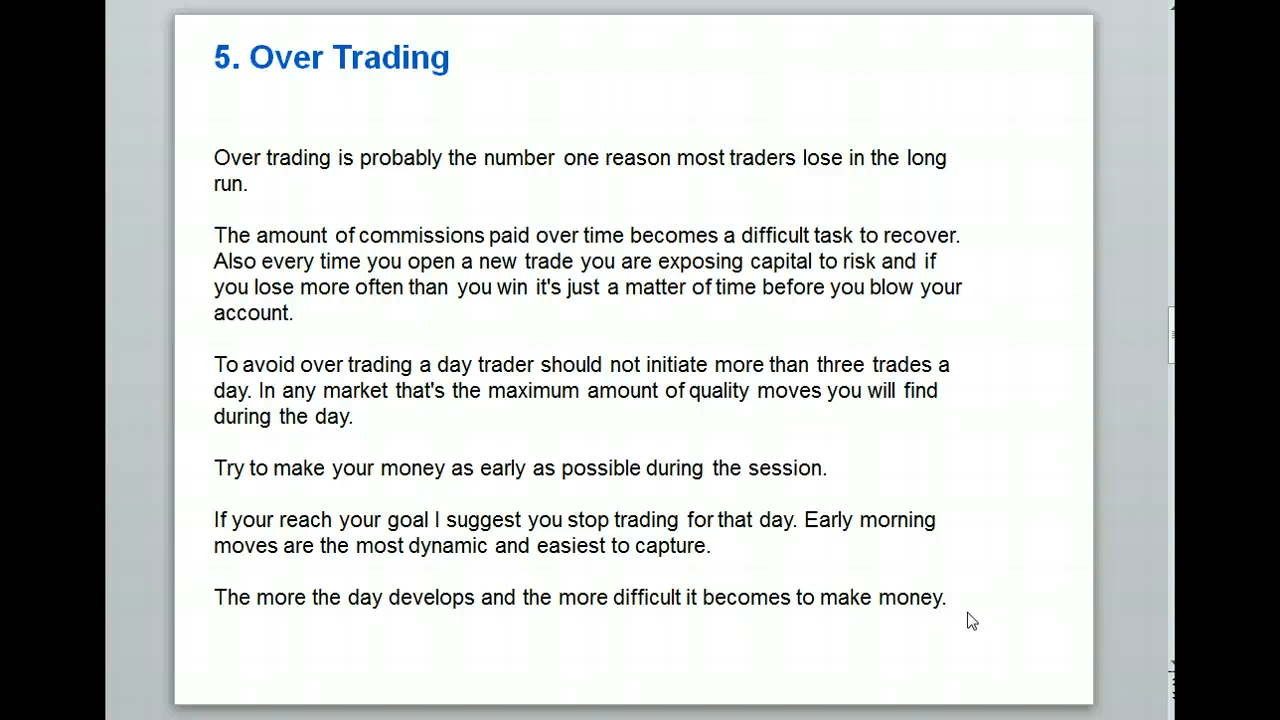 5. Over Trading
Over trading is probably the number one reason most traders lose in the long
run.
The amount of commissions paid over time becomes a difficult task to recover.
Also every time you open a new trade you are exposing capital to risk and if
you lose more often than you win it's just a matter of time before you blow your
account.
To avoid over trading a day trader should not initiate more than three trades a
day. In any market that's the maximum amount of quality moves you will find
during the day.
Try to make your money as early as possible during the session.
If your reach your goal I suggest you stop trading for that day. Early morning
moves are the most dynamic and easiest to capture.
The more the day develops and the more difficult it becomes to make money.